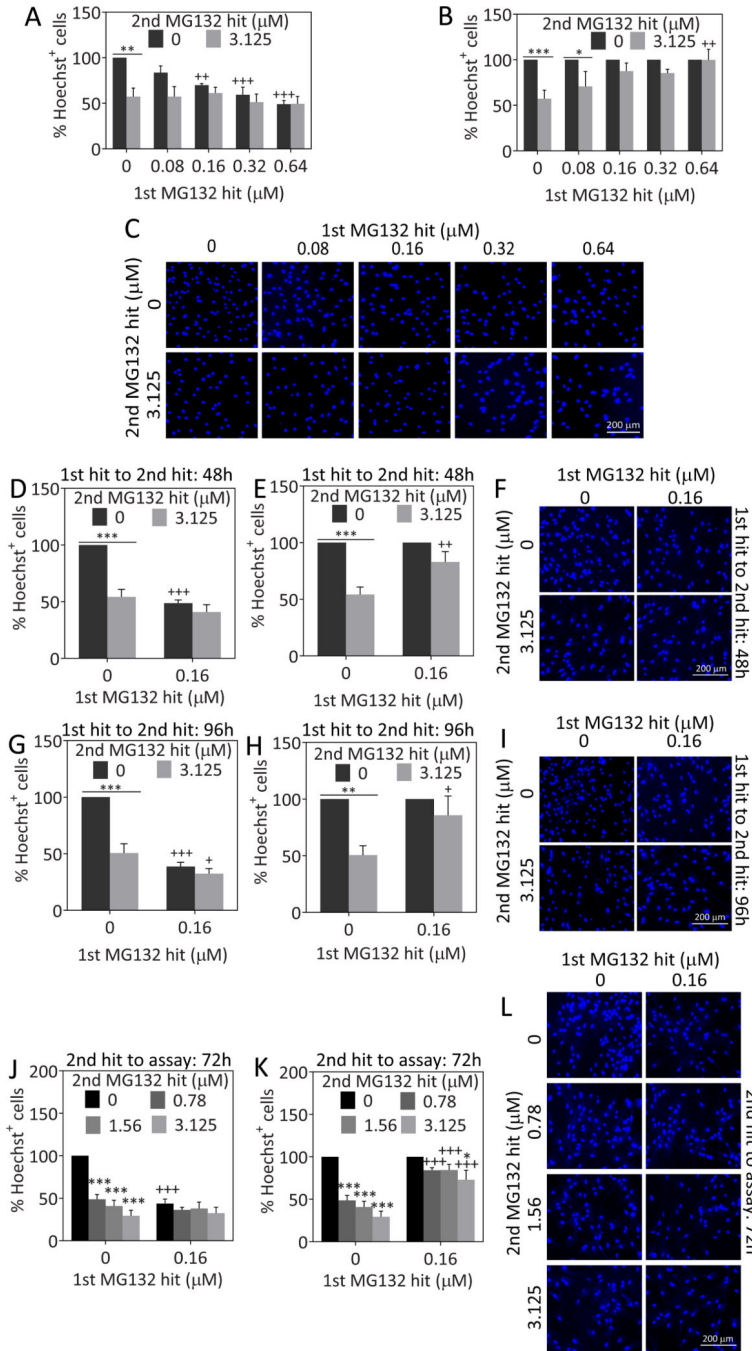 A
2nd MG132 hit (μM)
0 3.125
% Hoechst⁺ cells
150
100
50
0
**
++
+++
+++
0 0.08 0.16 0.32 0.64
1st MG132 hit (μM)
B
2nd MG132 hit (μM)
0 3.125
% Hoechst⁺ cells
150
100
50
0
***
*
++
0 0.08 0.16 0.32 0.64
1st MG132 hit (μM)
C
1st MG132 hit (μM)
0 0.08 0.16 0.32 0.64
2nd MG132 hit (μM)
0
3.125
200 μm
D
1st hit to 2nd hit: 48h
2nd MG132 hit (μM)
0 3.125
% Hoechst⁺ cells
150
100
50
0
***
+++
0 0.16
1st MG132 hit (μM)
E
1st hit to 2nd hit: 48h
2nd MG132 hit (μM)
0 3.125
% Hoechst⁺ cells
150
100
50
0
***
++
0 0.16
1st MG132 hit (μM)
F
1st MG132 hit (μM)
0 0.16
2nd MG132 hit (μM)
0
3.125
1st hit to 2nd hit: 48h
200 μm
G
1st hit to 2nd hit: 96h
2nd MG132 hit (μM)
0 3.125
% Hoechst⁺ cells
150
100
50
0
***
+++
+
0 0.16
1st MG132 hit (μM)
H
1st hit to 2nd hit: 96h
2nd MG132 hit (μM)
0 3.125
% Hoechst⁺ cells
150
100
50
0
**
+
0 0.16
1st MG132 hit (μM)
I
1st MG132 hit (μM)
0 0.16
2nd MG132 hit (μM)
0
3.125
1st hit to 2nd hit: 96h
200 μm
J
2nd hit to assay: 72h
2nd MG132 hit (μM)
0 0.78
1.56 3.125
% Hoechst⁺ cells
200
150
100
50
0
***
***
***
+++
0 0.16
1st MG132 hit (μM)
K
2nd hit to assay: 72h
2nd MG132 hit (μM)
0 0.78
1.56 3.125
% Hoechst⁺ cells
200
150
100
50
0
***
***
***
+++
+++
*
+++
0 0.16
1st MG132 hit (μM)
L
1st MG132 hit (μM)
0 0.16
2nd MG132 hit (μM)
0
0.78
1.56
3.125
2nd hit to assay: 72h
200 μm